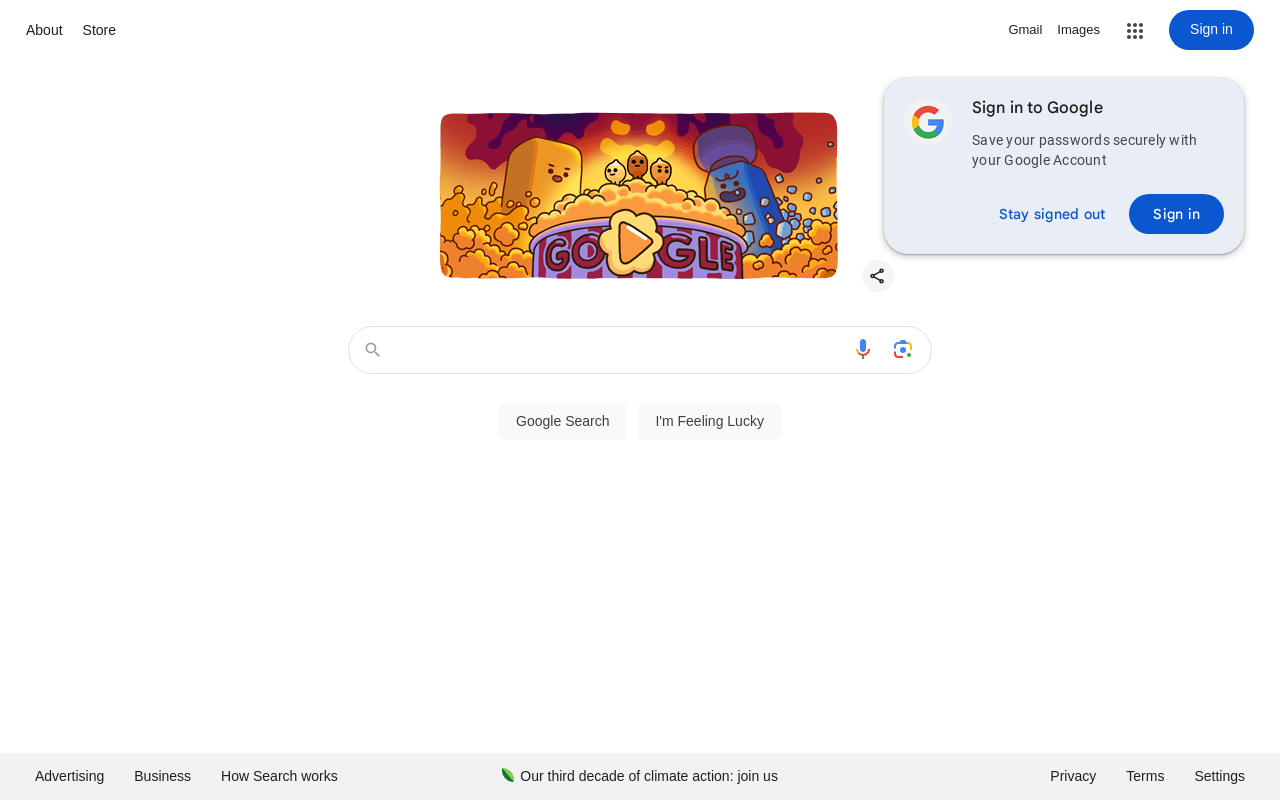 About
Store
Gmail
Images
Sign in
Sign in to Google
Save your passwords securely with
your Google Account
Stay signed out
Sign in
GOOGLE
Google Search
I'm Feeling Lucky
Advertising
Business
How Search works
Our third decade of climate action: join us
Privacy
Terms
Settings